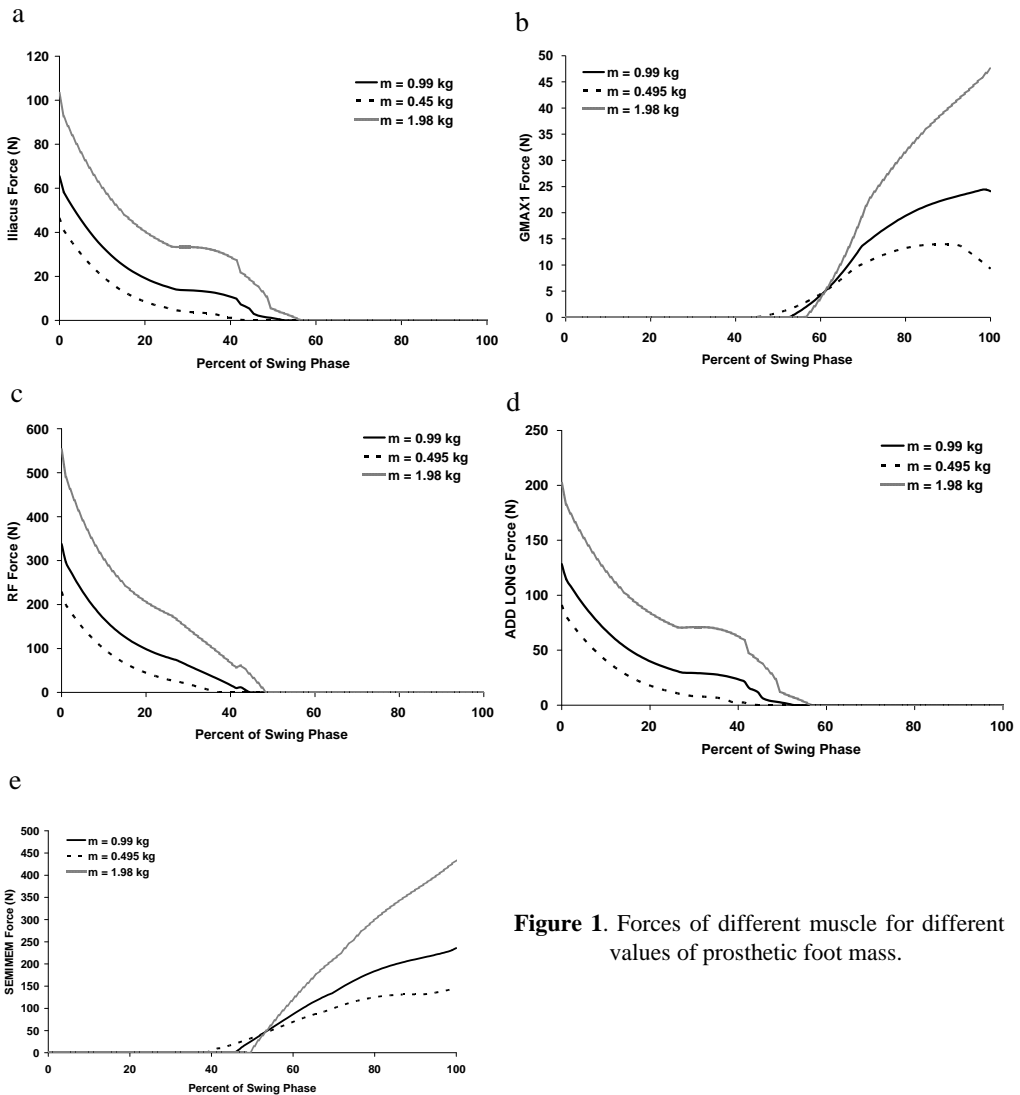 a
120
100
80
60
40
20
0
Iliacus Force (N)
m = 0.99 kg
m = 0.45 kg
m = 1.98 kg
0 20 40 60 80 100
Percent of Swing Phase
b
50
45
40
35
30
25
20
15
10
5
0
GMAX1 Force (N)
m = 0.99 kg
m = 0.495 kg
m = 1.98 kg
0 20 40 60 80 100
Percent of Swing Phase
c
600
500
400
300
200
100
0
RF Force (N)
m = 0.99 kg
m = 0.495 kg
m = 1.98 kg
0 20 40 60 80 100
Percent of Swing Phase
d
250
200
150
100
50
0
ADD LONG Force (N)
m = 0.99 kg
m = 0.495 kg
m = 1.98 kg
0 20 40 60 80 100
Percent of Swing Phase
e
500
450
400
350
300
250
200
150
100
50
0
SEMIMEM Force (N)
m = 0.99 kg
m = 0.495 kg
m = 1.98 kg
0 20 40 60 80 100
Percent of Swing Phase
Figure 1. Forces of different muscle for different
values of prosthetic foot mass.